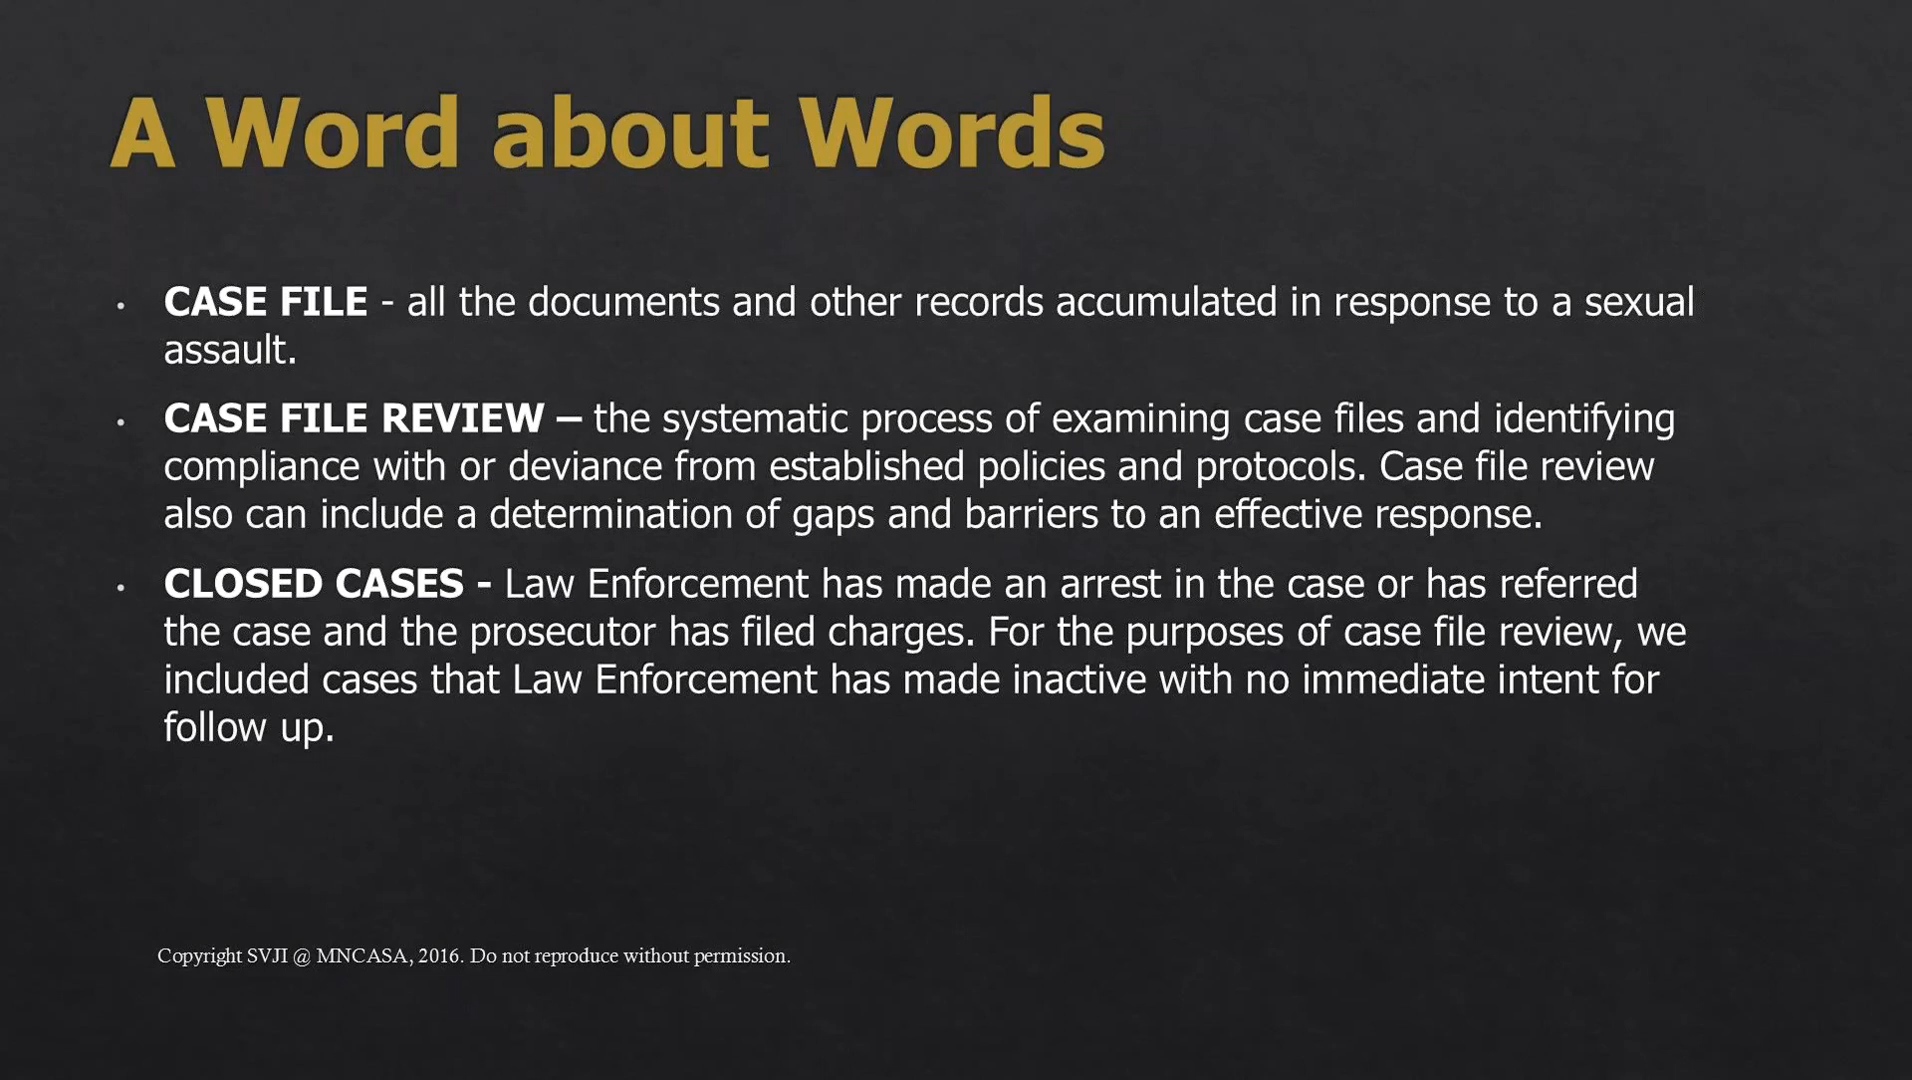 A Word about Words
• CASE FILE - all the documents and other records accumulated in response to a sexual
assault.
• CASE FILE REVIEW – the systematic process of examining case files and identifying
compliance with or deviance from established policies and protocols. Case file review
also can include a determination of gaps and barriers to an effective response.
• CLOSED CASES - Law Enforcement has made an arrest in the case or has referred
the case and the prosecutor has filed charges. For the purposes of case file review, we
included cases that Law Enforcement has made inactive with no immediate intent for
follow up.
Copyright SVJI @ MNCASA, 2016. Do not reproduce without permission.